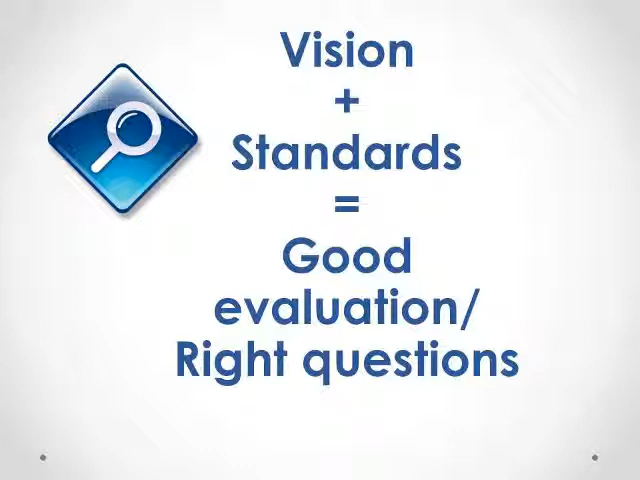 Vision
+
Standards
=
Good
evaluation/
Right questions